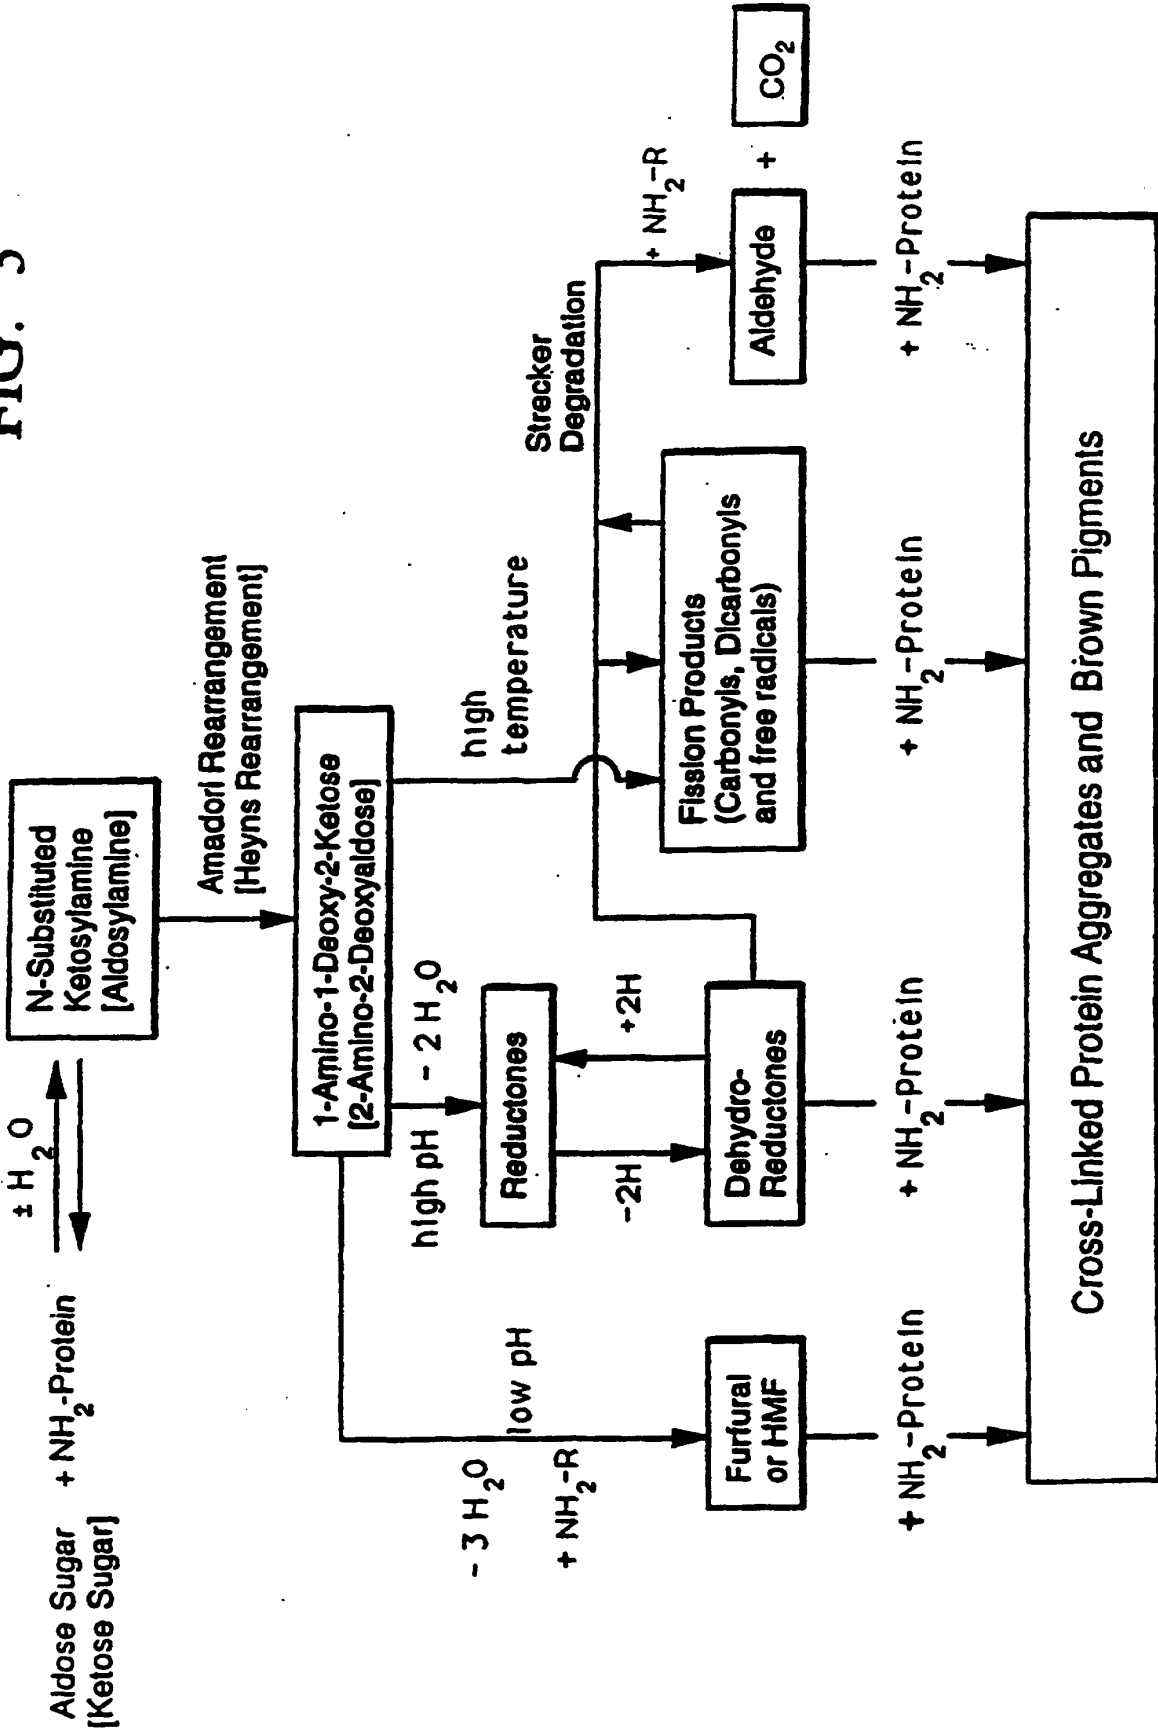 FIG. 3
Aldose Sugar + NH2-Protein
[Ketose Sugar]
± H2O
N-Substituted
Ketosylamine
[Aldosylamine]
Amadori Rearrangement
[Heyns Rearrangement]
1-Amino-1-Deoxy-2-Ketose
[2-Amino-2-Deoxyaldose]
- 3 H2O
low pH
+ NH2-R
high pH
- 2 H2O
high
temperature
Reductones
-2H
+2H
Strecker
Degradation
+ NH2-R
Furfural
or HMF
Dehydro-
Reductones
Fission Products
(Carbonyls, Dicarbonyls
and free radicals)
Aldehyde
+
CO2
+ NH2-Protein
+ NH2-Protein
+ NH2-Protein
+ NH2-Protein
Cross-Linked Protein Aggregates and Brown Pigments